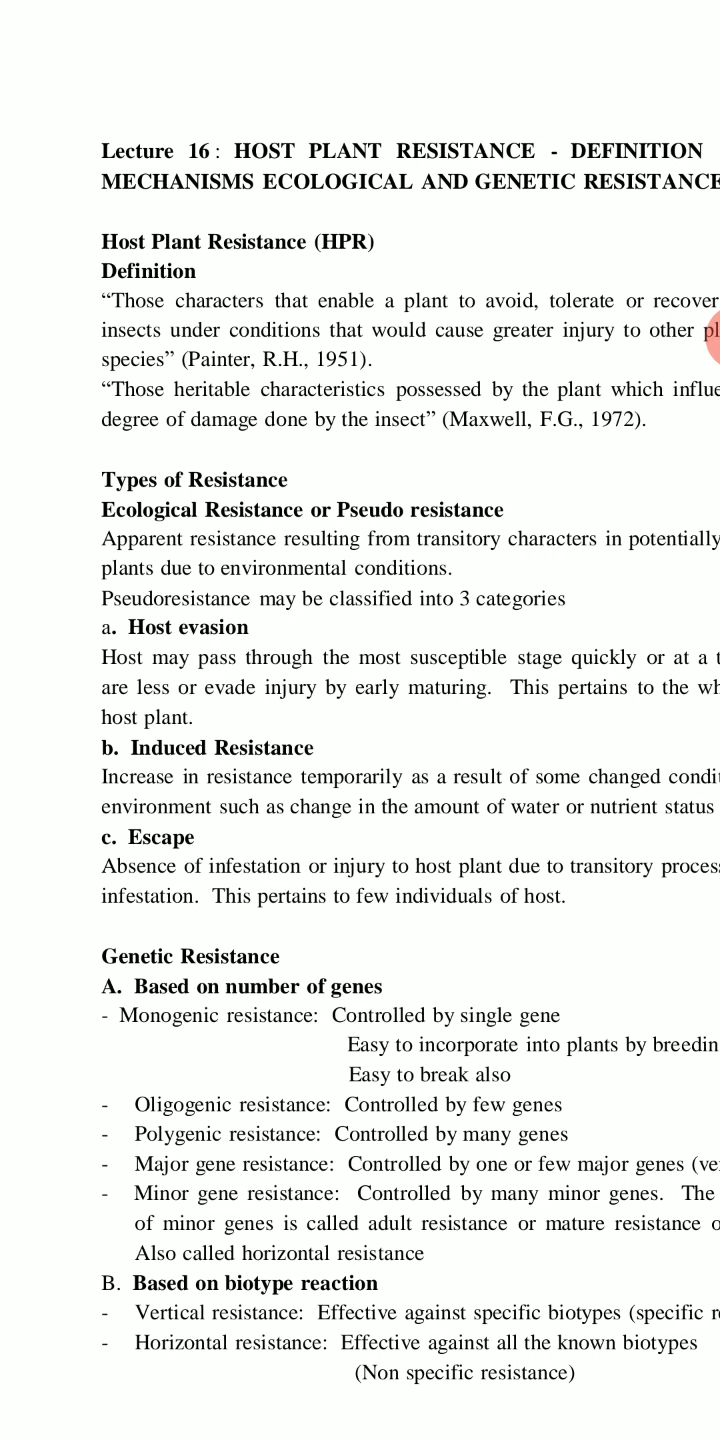 Lecture 16 : HOST PLANT RESISTANCE - DEFINITION
MECHANISMS ECOLOGICAL AND GENETIC RESISTANCE
Host Plant Resistance (HPR)
Definition
“Those characters that enable a plant to avoid, tolerate or recover
insects under conditions that would cause greater injury to other
species” (Painter, R.H., 1951).
“Those heritable characteristics possessed by the plant which
degree of damage done by the insect” (Maxwell, F.G., 1972).
Types of Resistance
Ecological Resistance or Pseudo resistance
Apparent resistance resulting from transitory characters in potentially
plants due to environmental conditions.
Pseudoresistance may be classified into 3 categories
a. Host evasion
Host may pass through the most susceptible stage quickly or at a
are less or evade injury by early maturing. This pertains to the
host plant.
b. Induced Resistance
Increase in resistance temporarily as a result of some changed
environment such as change in the amount of water or nutrient status
c. Escape
Absence of infestation or injury to host plant due to transitory
infestation. This pertains to few individuals of host.
Genetic Resistance
A. Based on number of genes
- Monogenic resistance: Controlled by single gene
Easy to incorporate into plants by
Easy to break also
- Oligogenic resistance: Controlled by few genes
- Polygenic resistance: Controlled by many genes
- Major gene resistance: Controlled by one or few major genes
- Minor gene resistance: Controlled by many minor genes. The
of minor genes is called adult resistance or mature resistance
Also called horizontal resistance
B. Based on biotype reaction
- Vertical resistance: Effective against specific biotypes (specific
- Horizontal resistance: Effective against all the known biotypes
(Non specific resistance)